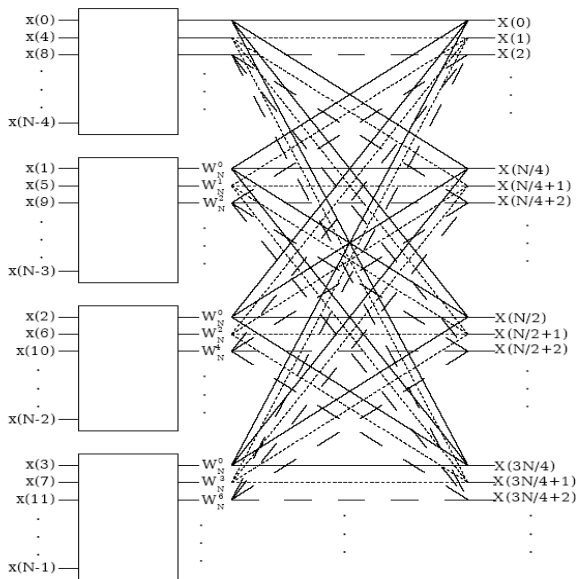 x(0) X(0)
x(4) X(1)
x(8) X(2)
x(N-4)
x(1) W_N^0 X(N/4)
x(5) W_N^1 X(N/4+1)
x(9) W_N^2 X(N/4+2)
x(N-3)
x(2) W_N^0 X(N/2)
x(6) W_N^2 X(N/2+1)
x(10) W_N^4 X(N/2+2)
x(N-2)
x(3) W_N^0 X(3N/4)
x(7) W_N^3 X(3N/4+1)
x(11) W_N^6 X(3N/4+2)
x(N-1)